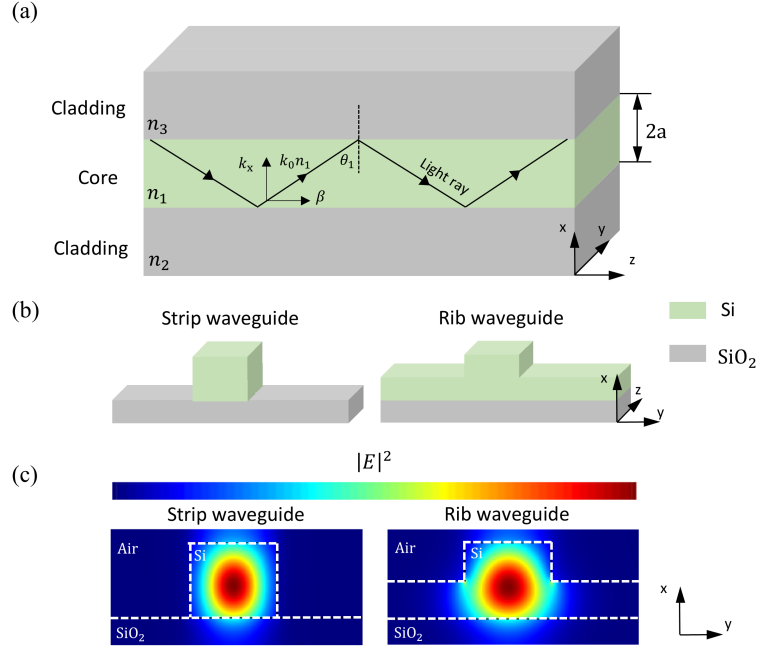 (a)
Cladding
n₃
2a
kₓ
k₀n₁
θ₁
Light ray
Core
β
n₁
Cladding
n₂
x
y
z
(b)
Strip waveguide
Rib waveguide
Si
SiO₂
x
z
y
|E|²
(c)
Strip waveguide
Rib waveguide
Air
Si
SiO₂
Air
Si
SiO₂
x
y